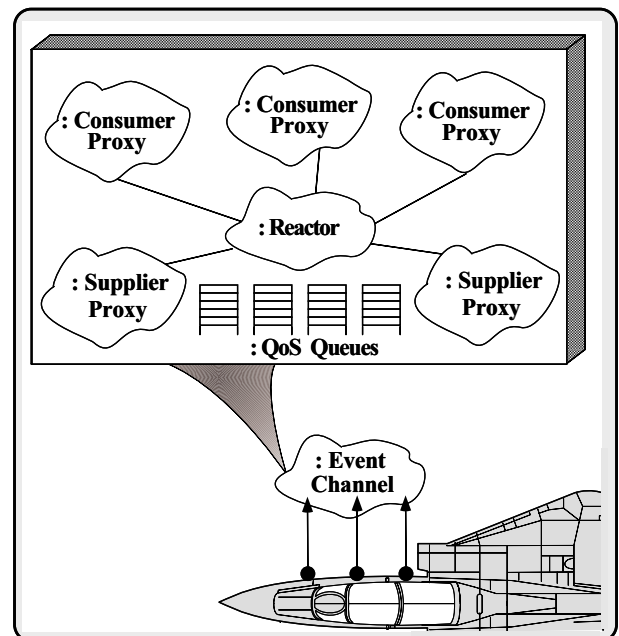 : Consumer
Proxy
: Consumer
Proxy
: Consumer
Proxy
: Reactor
: Supplier
Proxy
: Supplier
Proxy
: QoS Queues
: Event
Channel